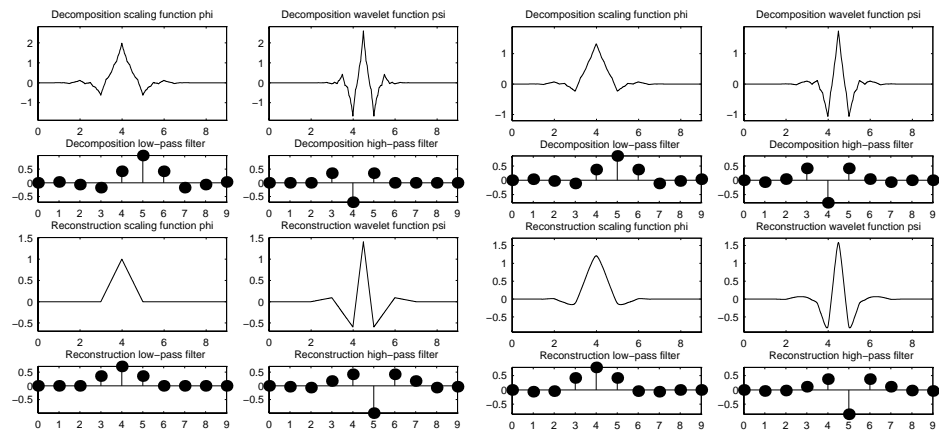 Decomposition scaling function phi
Decomposition wavelet function psi
Decomposition scaling function phi
Decomposition wavelet function psi
2
1
0
−1
0 2 4 6 8
2
1
0
−1
0 2 4 6 8
1
0
−1
0 2 4 6 8
1
0
−1
0 2 4 6 8
Decomposition low−pass filter
Decomposition high−pass filter
Decomposition low−pass filter
Decomposition high−pass filter
0.5
0
−0.5
0 1 2 3 4 5 6 7 8 9
0.5
0
−0.5
0 1 2 3 4 5 6 7 8 9
0.5
0
−0.5
0 1 2 3 4 5 6 7 8 9
0.5
0
−0.5
0 1 2 3 4 5 6 7 8 9
Reconstruction scaling function phi
Reconstruction wavelet function psi
Reconstruction scaling function phi
Reconstruction wavelet function psi
1.5
1
0.5
0
−0.5
0 2 4 6 8
1.5
1
0.5
0
−0.5
0 2 4 6 8
1.5
1
0.5
0
−0.5
0 2 4 6 8
1.5
1
0.5
0
−0.5
0 2 4 6 8
Reconstruction low−pass filter
Reconstruction high−pass filter
Reconstruction low−pass filter
Reconstruction high−pass filter
0.5
0
−0.5
0 1 2 3 4 5 6 7 8 9
0.5
0
−0.5
0 1 2 3 4 5 6 7 8 9
0.5
0
−0.5
0 1 2 3 4 5 6 7 8 9
0.5
0
−0.5
0 1 2 3 4 5 6 7 8 9